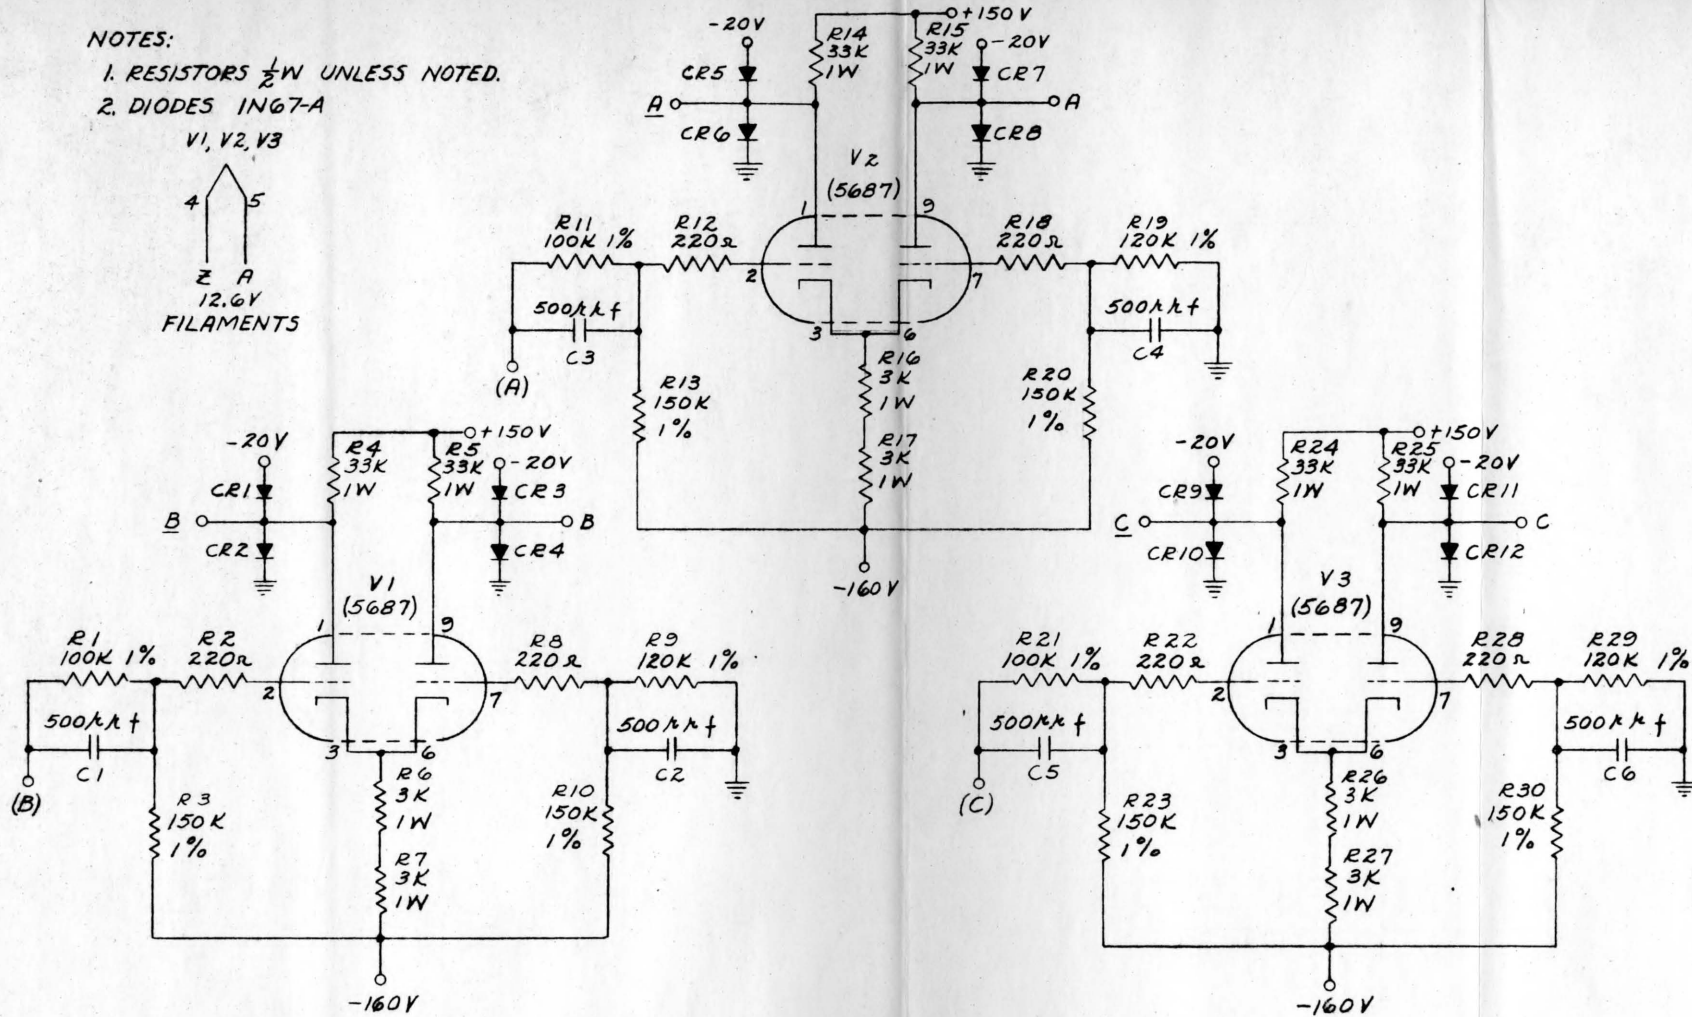 NOTES:
1. RESISTORS ½W UNLESS NOTED.
2. DIODES 1N67-A
V1, V2, V3
4 5
Z A
12.6V
FILAMENTS
-20V
CR5
A
CR6
R14
33K
1W
+150V
R15
33K
1W
-20V
CR7
A
CR8
V2
(5687)
1 9
2 7
3 6
R11
100K 1%
R12
220Ω
500μμf
C3
(A)
R13
150K
1%
R16
3K
1W
R17
3K
1W
R18
220Ω
R19
120K 1%
500μμf
C4
R20
150K
1%
-160V
-20V
CR1
B
CR2
R4
33K
1W
+150V
R5
33K
1W
-20V
CR3
B
CR4
V1
(5687)
1 9
2 7
3 6
R1
100K 1%
R2
220Ω
500μμf
C1
(B)
R3
150K
1%
R6
3K
1W
R7
3K
1W
R8
220Ω
R9
120K 1%
500μμf
C2
R10
150K
1%
-160V
-20V
CR9
C
CR10
R24
33K
1W
+150V
R25
33K
1W
-20V
CR11
C
CR12
V3
(5687)
1 9
2 7
3 6
R21
100K 1%
R22
220Ω
500μμf
C5
(C)
R23
150K
1%
R26
3K
1W
R27
3K
1W
R28
220Ω
R29
120K 1%
500μμf
C6
R30
150K
1%
-160V